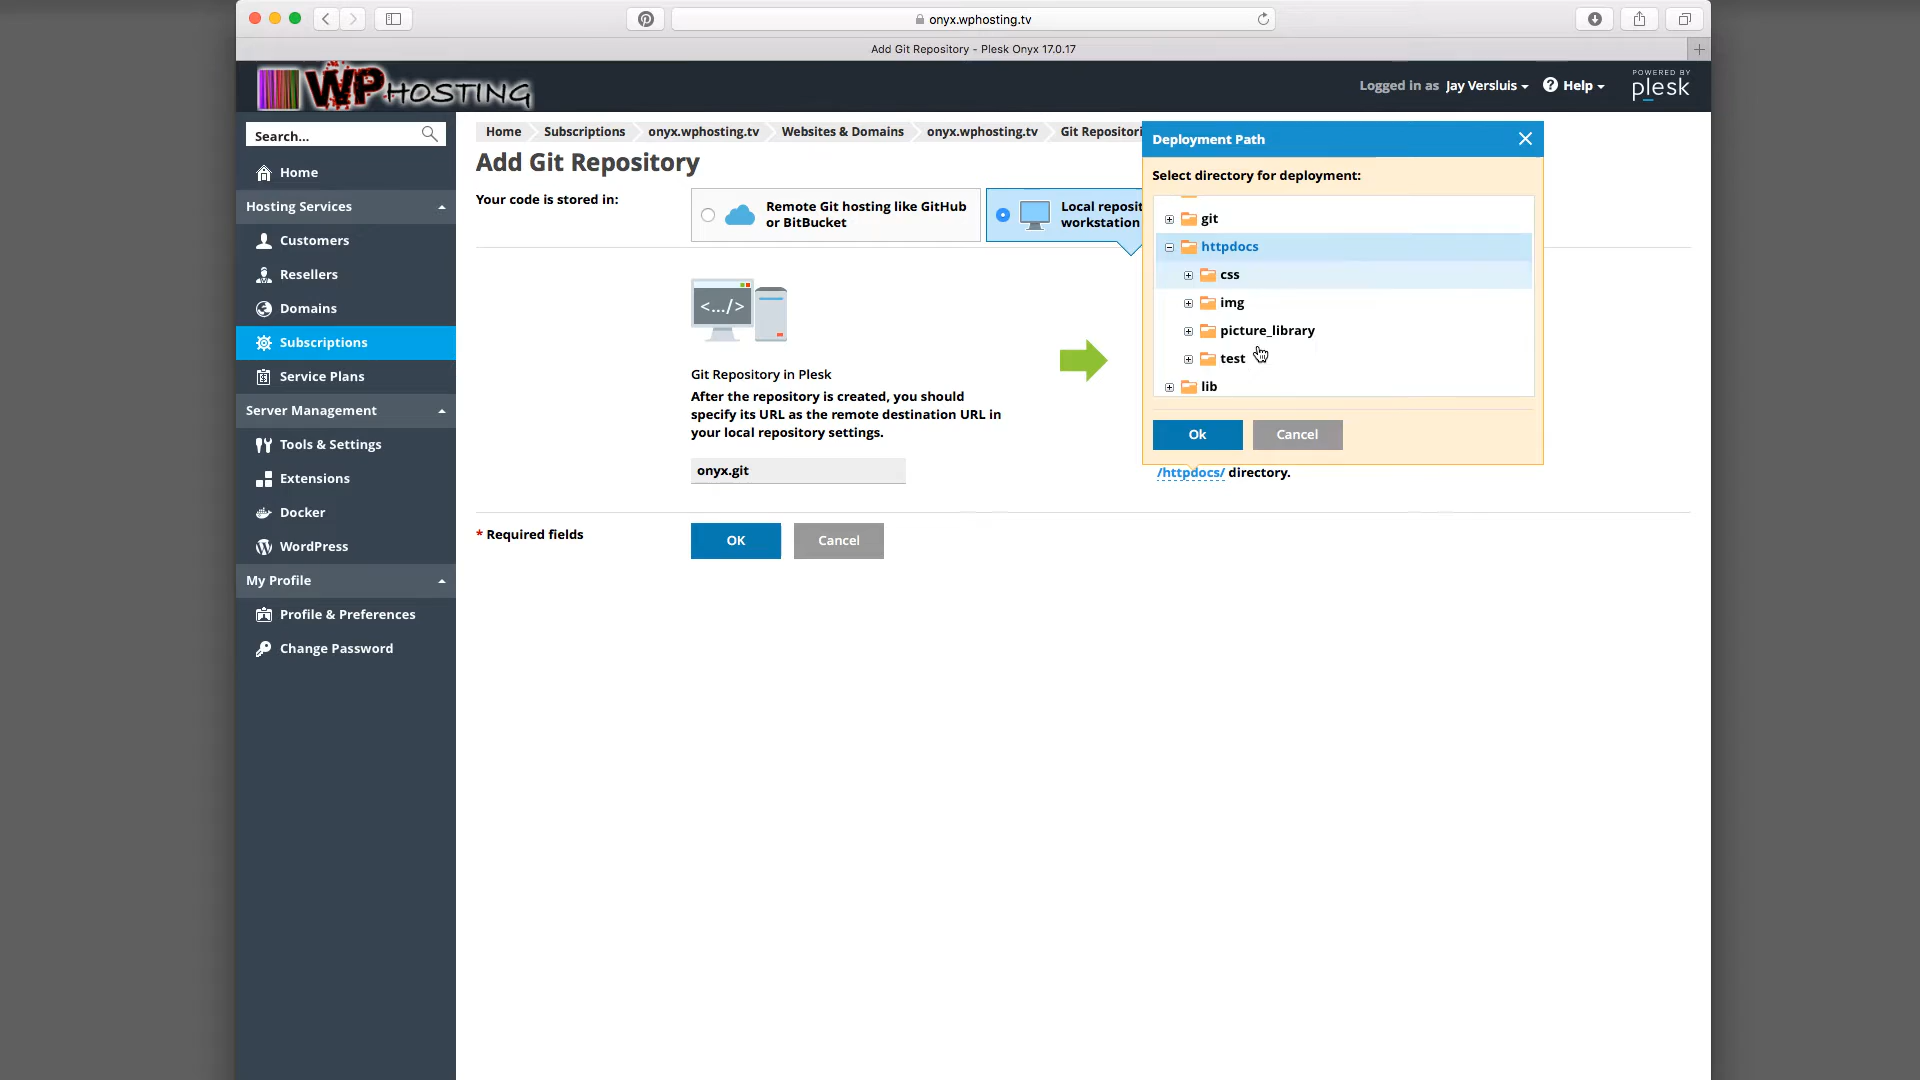 onyx.wphosting.tv
Add Git Repository - Plesk Onyx 17.0.17
WPHOSTING
Logged in as Jay Versluis
Help
POWERED BY
plesk
Search...
Home
Hosting Services
Customers
Resellers
Domains
Subscriptions
Service Plans
Server Management
Tools & Settings
Extensions
Docker
WordPress
My Profile
Profile & Preferences
Change Password
Home Subscriptions onyx.wphosting.tv Websites & Domains onyx.wphosting.tv Git Repositori
Add Git Repository
Your code is stored in:
Remote Git hosting like GitHub
or BitBucket
Local reposit
workstation
<.../>
Git Repository in Plesk
After the repository is created, you should
specify its URL as the remote destination URL in
your local repository settings.
onyx.git
* Required fields
OK
Cancel
Deployment Path
Select directory for deployment:
git
httpdocs
css
img
picture_library
test
lib
Ok
Cancel
/httpdocs/ directory.